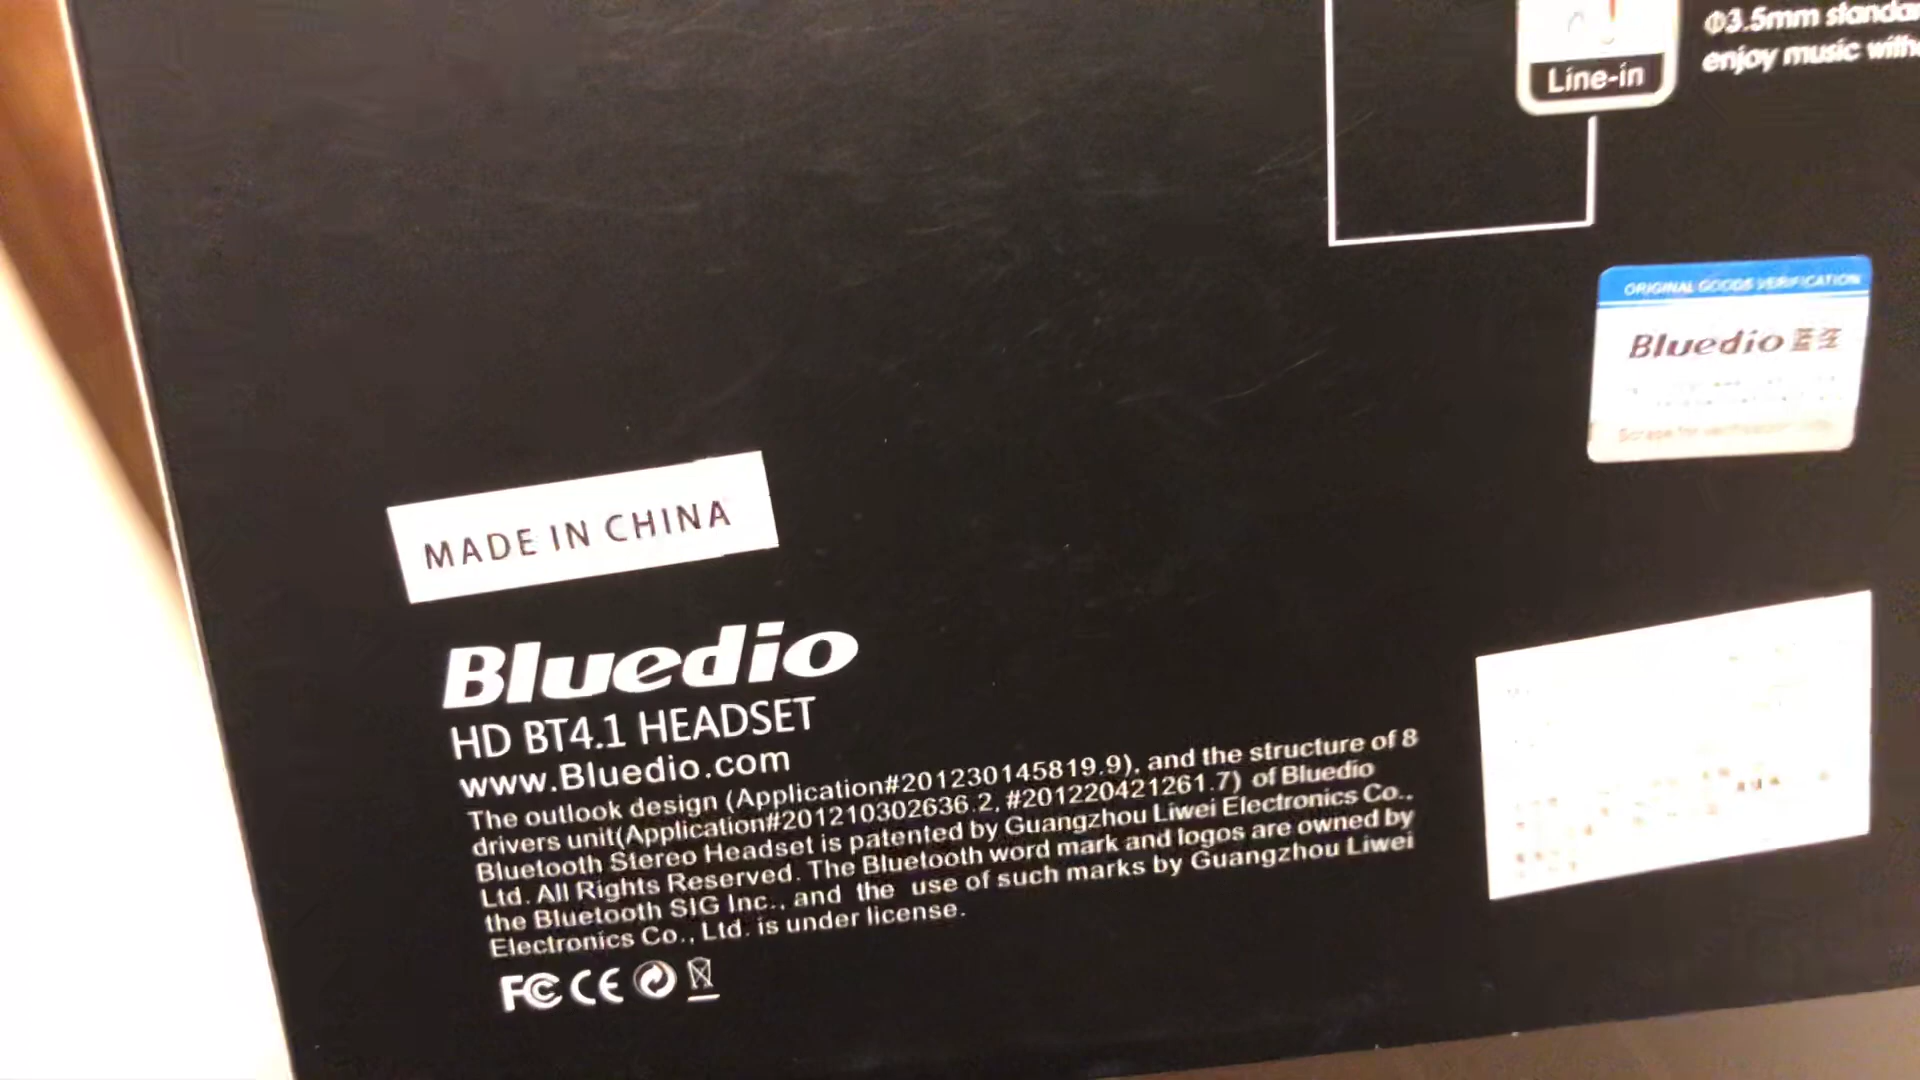 Φ3.5mm
enjoy music
Line-in
ORIGINAL GOODS VERIFICATION
Bluedio
MADE IN CHINA
Bluedio
HD BT4.1 HEADSET
www.Bluedio.com
The outlook design (Application#201230145819.9), and the structure of 8
drivers unit(Application#201210302636.2, #201220421261.7) of Bluedio
Bluetooth Stereo Headset is patented by Guangzhou Liwei Electronics Co.,
Ltd. All Rights Reserved. The Bluetooth word mark and logos are owned by
the Bluetooth SIG Inc., and the use of such marks by Guangzhou Liwei
Electronics Co., Ltd. is under license.
FC CE